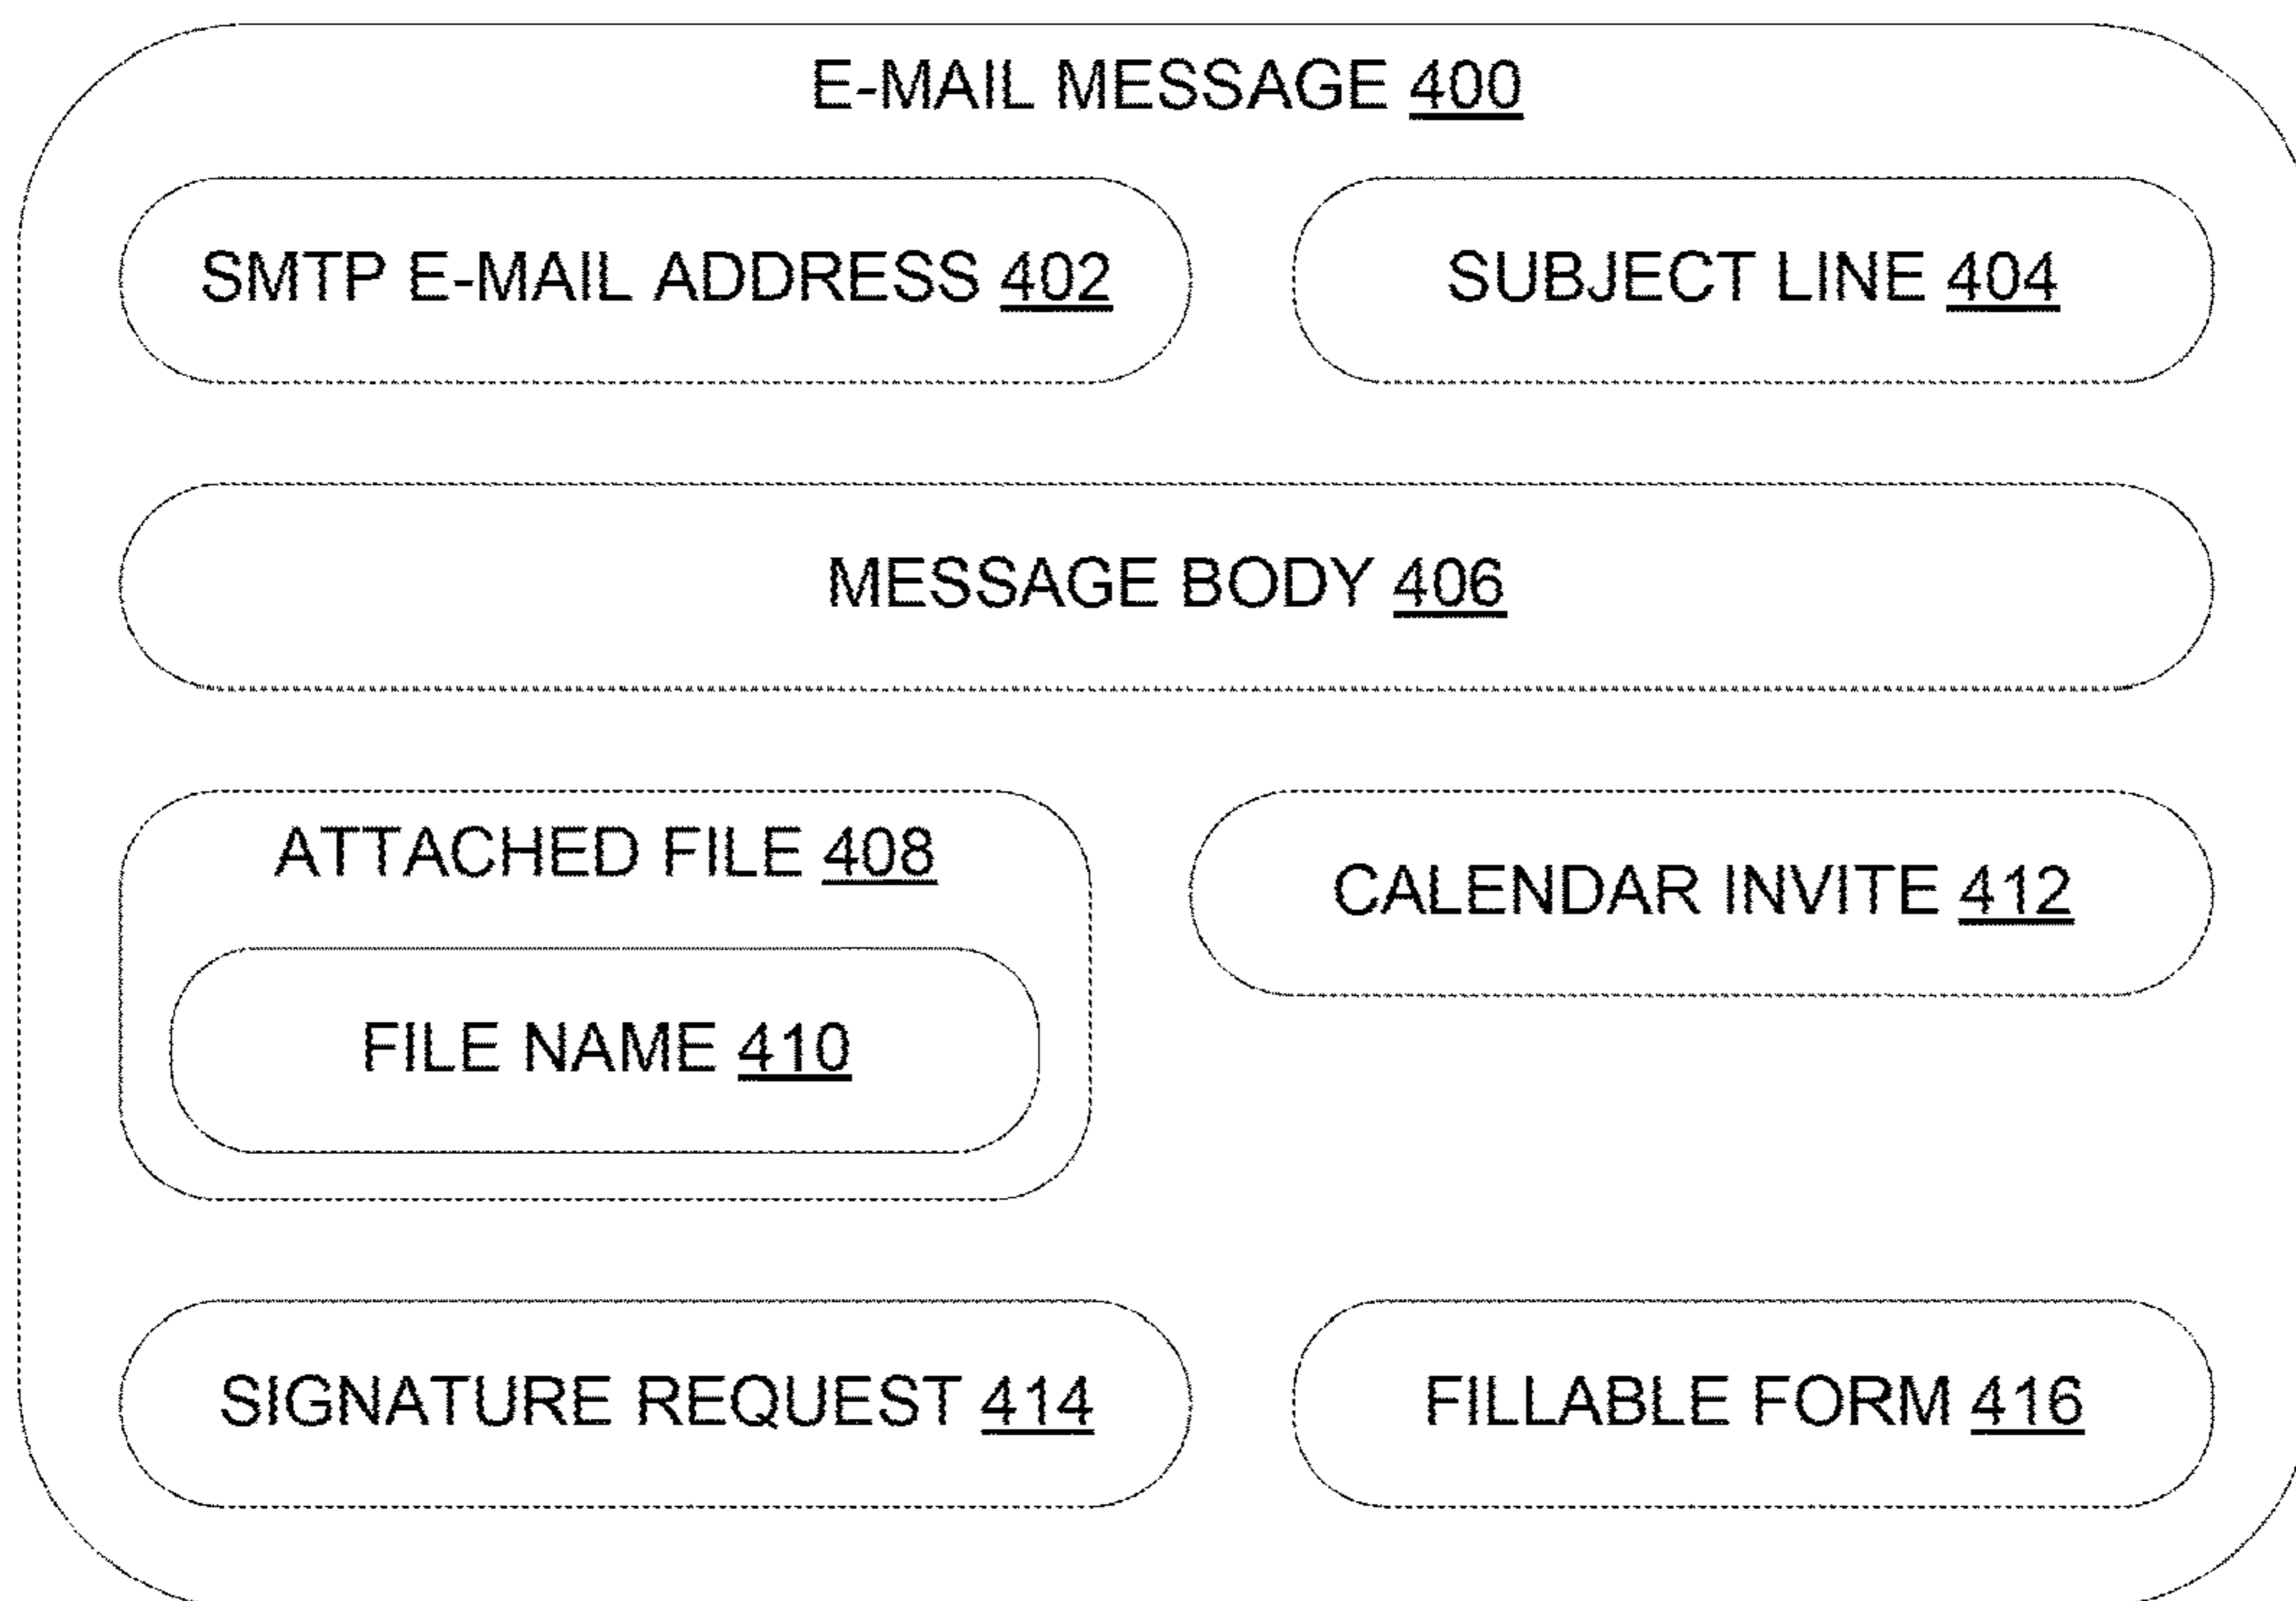 E-MAIL MESSAGE 400
SMTP E-MAIL ADDRESS 402
SUBJECT LINE 404
MESSAGE BODY 406
ATTACHED FILE 408
CALENDAR INVITE 412
FILE NAME 410
SIGNATURE REQUEST 414
FILLABLE FORM 416